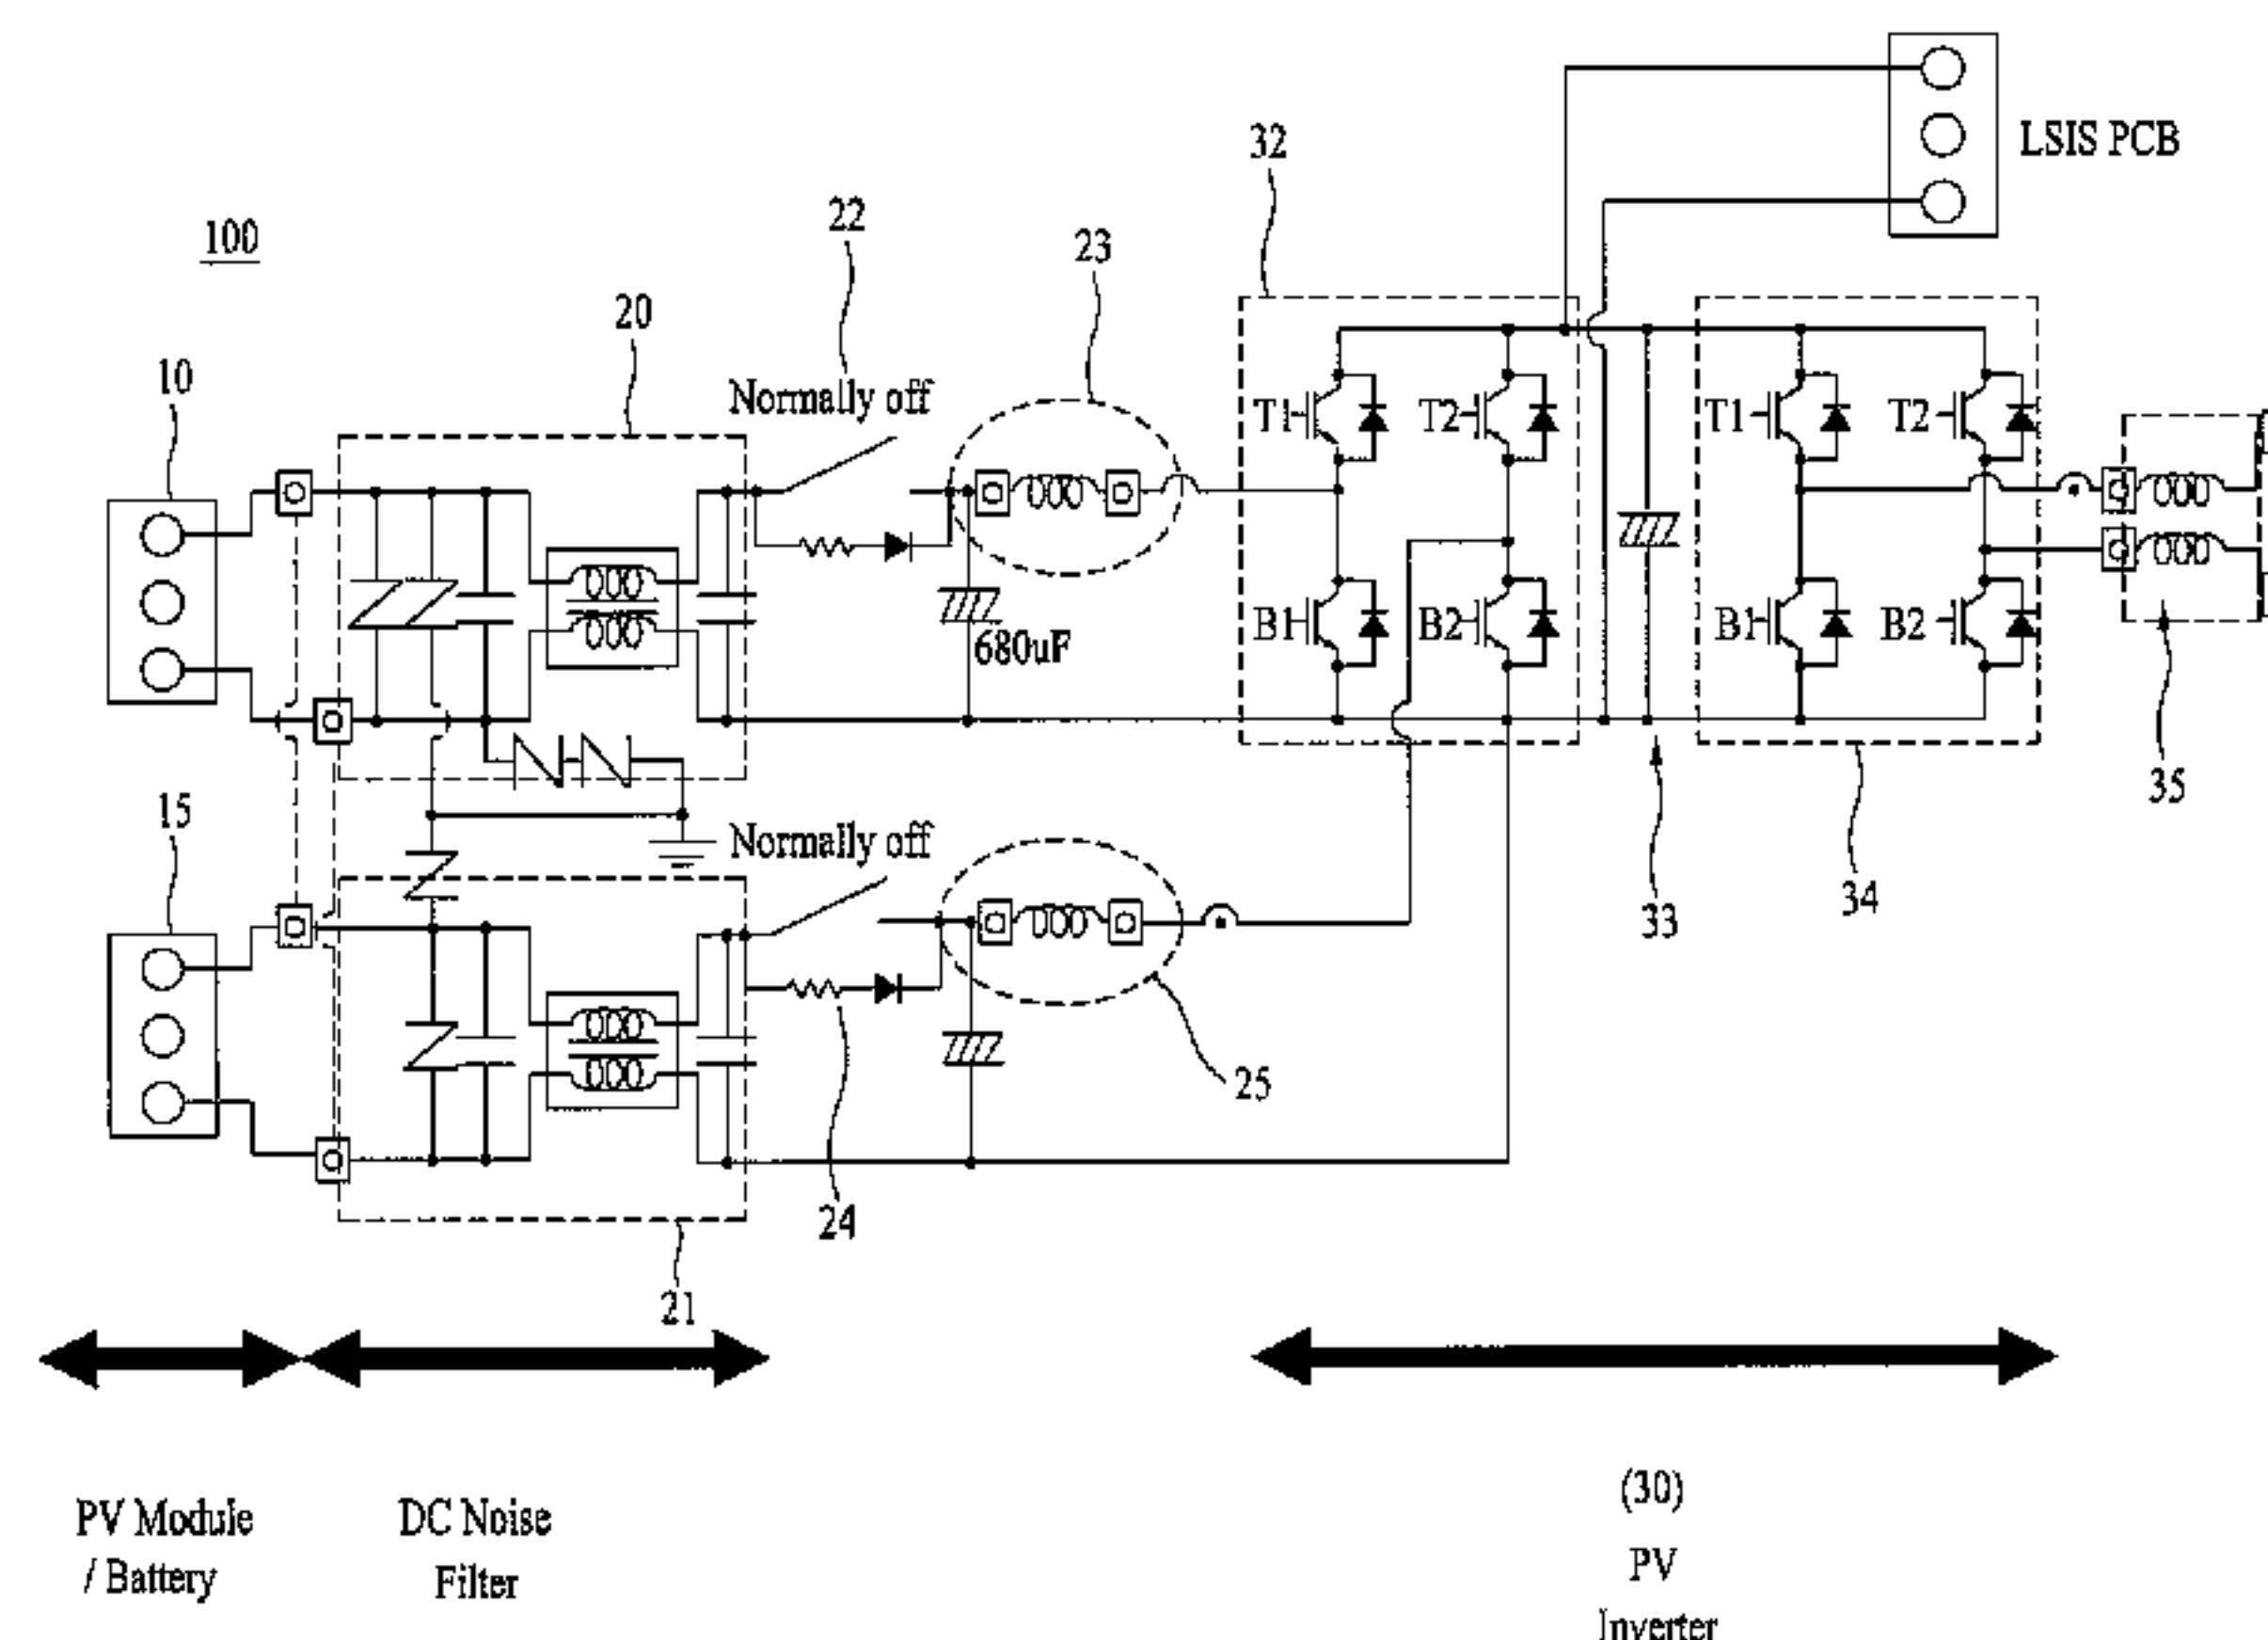 LSIS PCB
32
22
23
100
20
10
Normally off
T1
T2
T1
T2
B1
B2
B1
B2
680uF
35
15
Normally off
33
34
25
24
21
PV Module
/ Battery
DC Noise
Filter
(30)
PV
Inverter